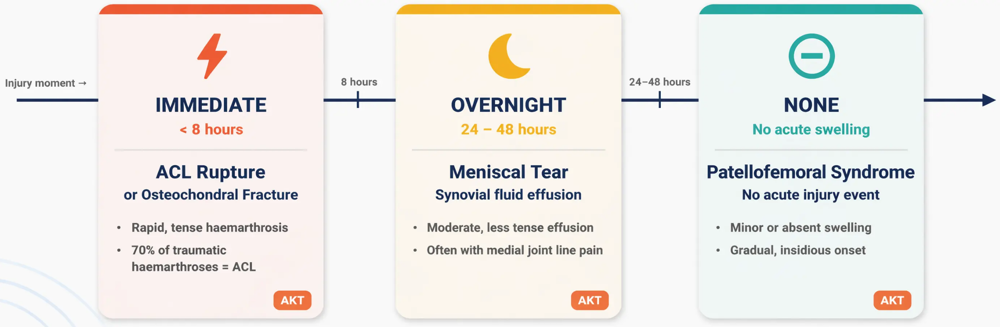 Injury moment →
IMMEDIATE
< 8 hours
ACL Rupture
or Osteochondral Fracture
• Rapid, tense haemarthrosis
• 70% of traumatic
haemarthroses = ACL
AKT
8 hours
OVERNIGHT
24 – 48 hours
Meniscal Tear
Synovial fluid effusion
• Moderate, less tense effusion
• Often with medial joint line pain
AKT
24–48 hours
NONE
No acute swelling
Patellofemoral Syndrome
No acute injury event
• Minor or absent swelling
• Gradual, insidious onset
AKT